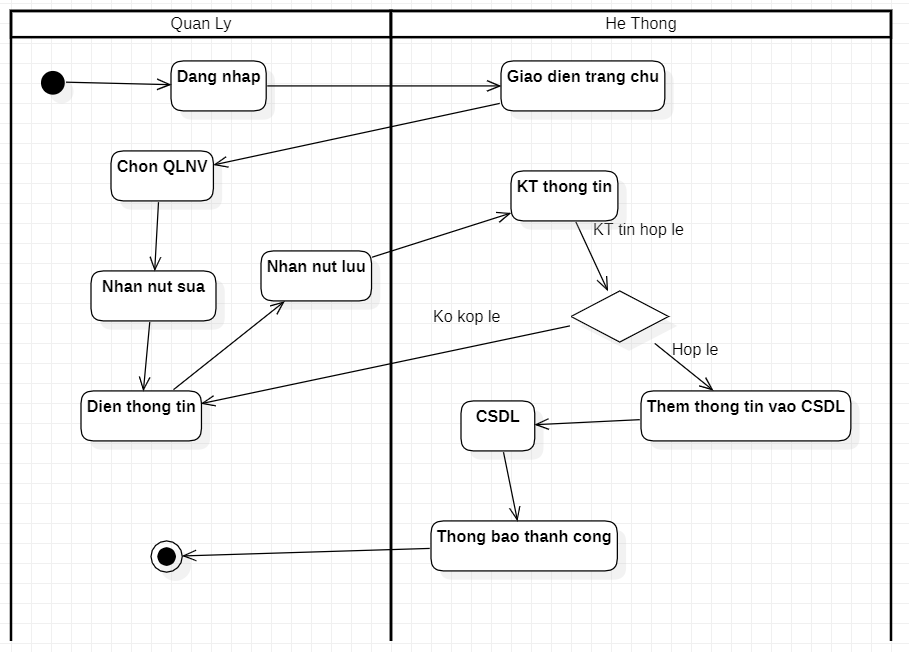 Quan Ly
He Thong
Dang nhap
Giao dien trang chu
Chon QLNV
KT thong tin
KT tin hop le
Nhan nut luu
Nhan nut sua
Ko kop le
Hop le
Dien thong tin
CSDL
Them thong tin vao CSDL
Thong bao thanh cong